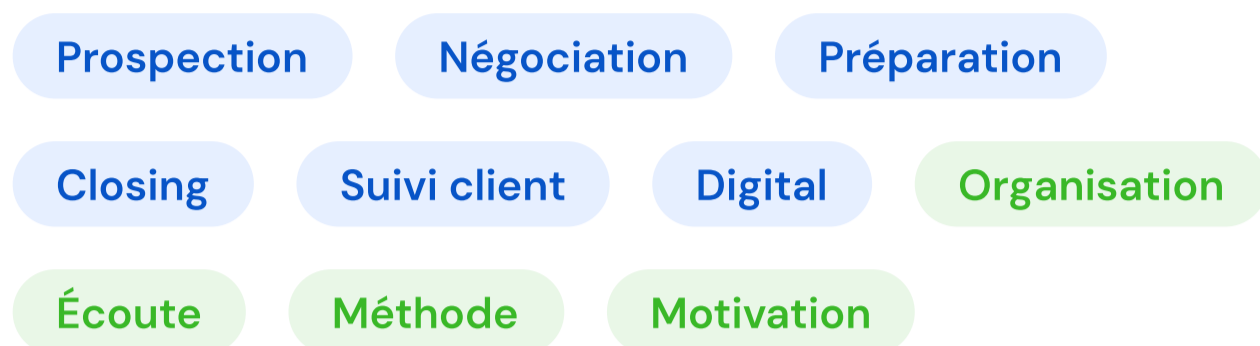 Prospection Négociation Préparation
Closing Suivi client Digital Organisation
Écoute Méthode Motivation